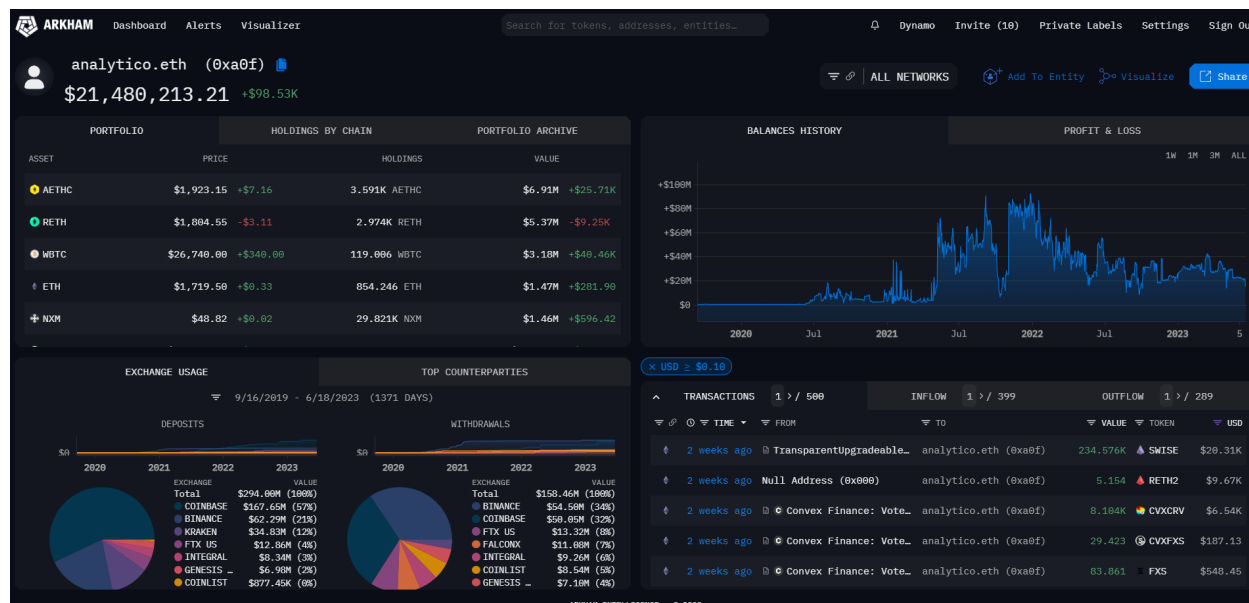 ARKHAM Dashboard Alerts Visualizer Search for tokens, addresses, entities… Dynamo Invite (10) Private Labels Settings Sign Ou
analytico.eth (0xa0f)
$21,480,213.21 +$98.53K
ALL NETWORKS Add To Entity Visualize Share
PORTFOLIO HOLDINGS BY CHAIN PORTFOLIO ARCHIVE
ASSET PRICE HOLDINGS VALUE
AETHC $1,923.15 +$7.16 3.591K AETHC $6.91M +$25.71K
RETH $1,804.55 -$3.11 2.974K RETH $5.37M -$9.25K
WBTC $26,740.00 +$340.00 119.006 WBTC $3.18M +$40.46K
ETH $1,719.50 +$0.33 854.246 ETH $1.47M +$281.90
NXM $48.82 +$0.02 29.821K NXM $1.46M +$596.42
BALANCES HISTORY PROFIT & LOSS
1W 1M 3M ALL
+$100M
+$80M
+$60M
+$40M
+$20M
$0
2020 Jul 2021 Jul 2022 Jul 2023 5
EXCHANGE USAGE TOP COUNTERPARTIES
9/16/2019 - 6/18/2023 (1371 DAYS)
DEPOSITS
$0
2020 2021 2022 2023
EXCHANGE VALUE
Total $294.00M (100%)
COINBASE $167.65M (57%)
BINANCE $62.29M (21%)
KRAKEN $34.83M (12%)
FTX US $12.86M (4%)
INTEGRAL $8.34M (3%)
GENESIS … $6.98M (2%)
COINLIST $877.45K (0%)
WITHDRAWALS
$0
2020 2021 2022 2023
EXCHANGE VALUE
Total $158.46M (100%)
BINANCE $54.50M (34%)
COINBASE $50.05M (32%)
FTX US $13.32M (8%)
FALCONX $11.08M (7%)
INTEGRAL $9.26M (6%)
COINLIST $8.54M (5%)
GENESIS … $7.10M (4%)
× USD ≥ $0.10
TRANSACTIONS 1 > / 500 INFLOW 1 > / 399 OUTFLOW 1 > / 289
TIME FROM TO VALUE TOKEN USD
2 weeks ago TransparentUpgradeable… analytico.eth (0xa0f) 234.576K SWISE $20.31K
2 weeks ago Null Address (0x000) analytico.eth (0xa0f) 5.154 RETH2 $9.67K
2 weeks ago Convex Finance: Vote… analytico.eth (0xa0f) 8.104K CVXCRV $6.54K
2 weeks ago Convex Finance: Vote… analytico.eth (0xa0f) 29.423 CVXFXS $187.13
2 weeks ago Convex Finance: Vote… analytico.eth (0xa0f) 83.861 FXS $548.45